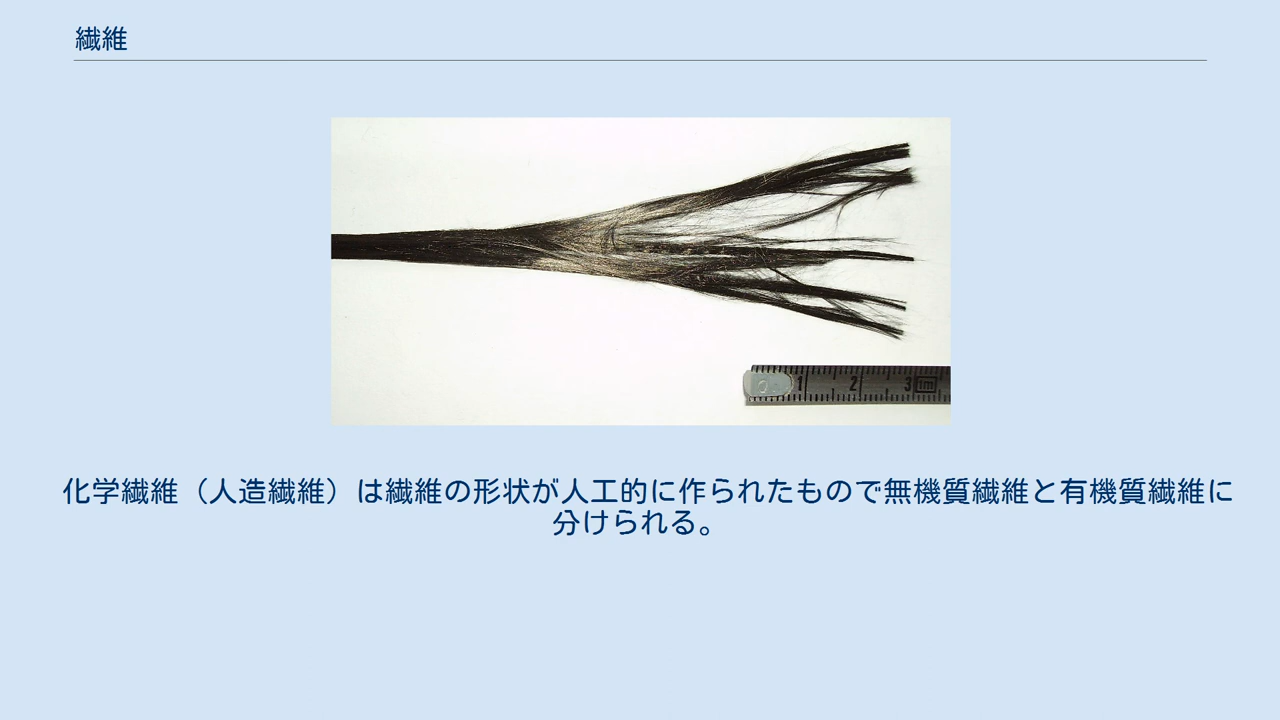 繊維
1 2 3 1m
化学繊維（人造繊維）は繊維の形状が人工的に作られたもので無機質繊維と有機質繊維に
分けられる。